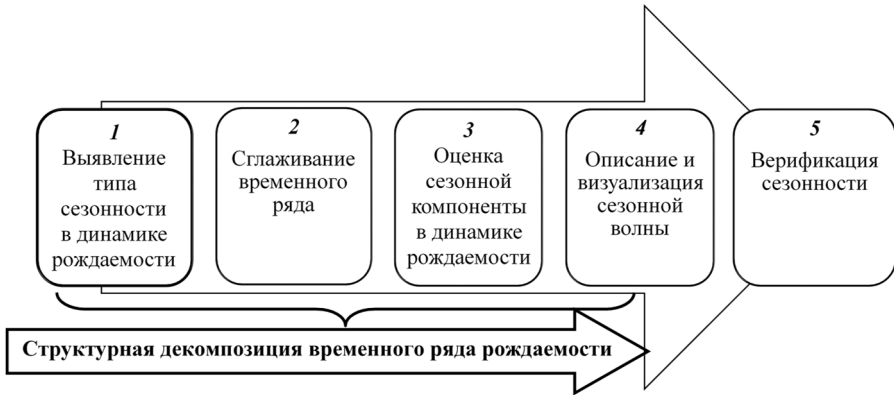 1
Выявление
типа
сезонности
в динамике
рождаемости
2
Сглаживание
временного
ряда
3
Оценка
сезонной
компоненты
в динамике
рождаемости
4
Описание и
визуализация
сезонной
волны
5
Верификация
сезонности
Структурная декомпозиция временного ряда рождаемости